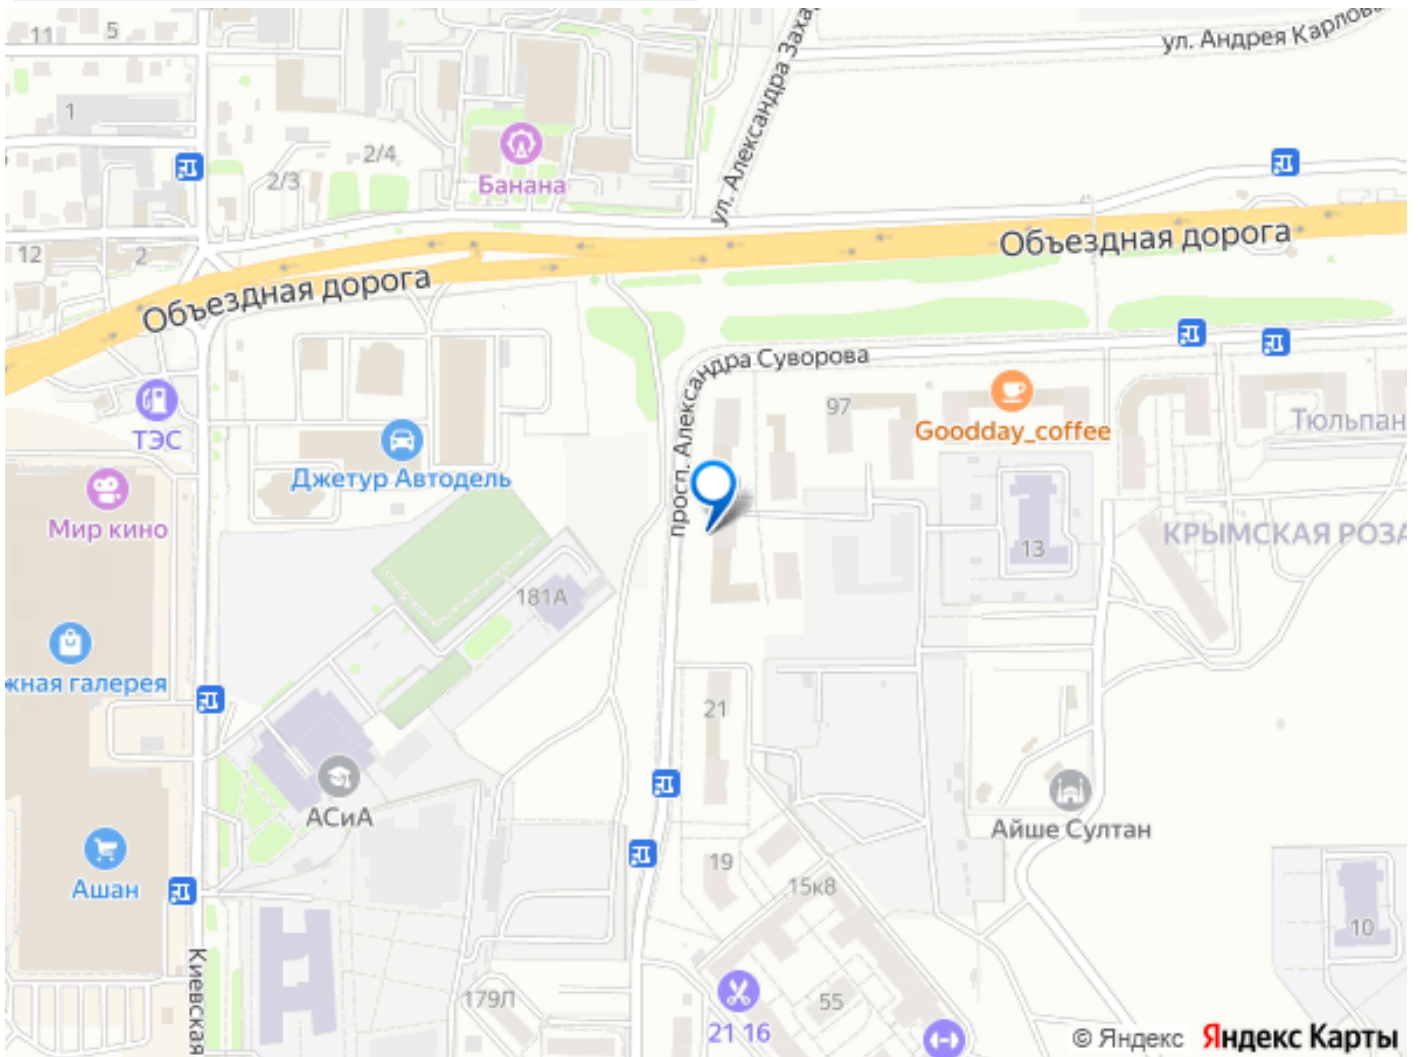 11
5
ул. Андрея Карлова
ул. Александра Заха
1
2/4
2/3
Банана
12
2
Объездная дорога
Объездная дорога
просп. Александра Суворова
97
Goodday_coffee
Тюльпан
ТЭС
Джетур Автодель
Мир кино
КРЫМСКАЯ РОЗА
13
181А
жная галерея
21
АСиА
Айше Султан
Ашан
19
15к8
10
Киевская
179Л
55
21 16
© Яндекс Яндекс Карты